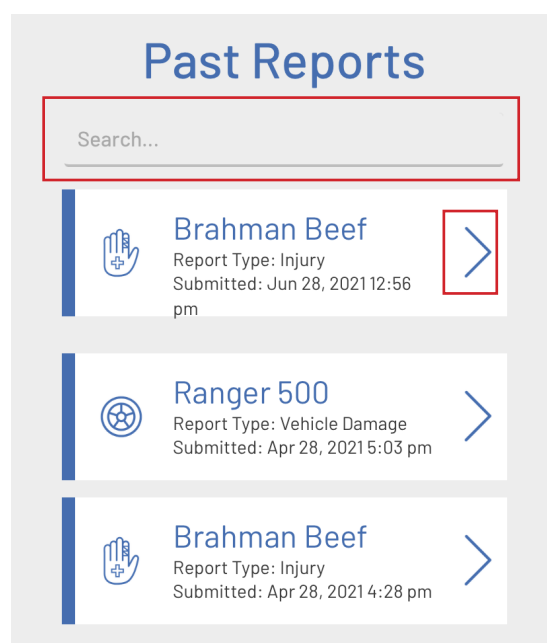 Past Reports
Search...
Brahman Beef
Report Type: Injury
Submitted: Jun 28, 2021 12:56
pm
Ranger 500
Report Type: Vehicle Damage
Submitted: Apr 28, 2021 5:03 pm
Brahman Beef
Report Type: Injury
Submitted: Apr 28, 2021 4:28 pm